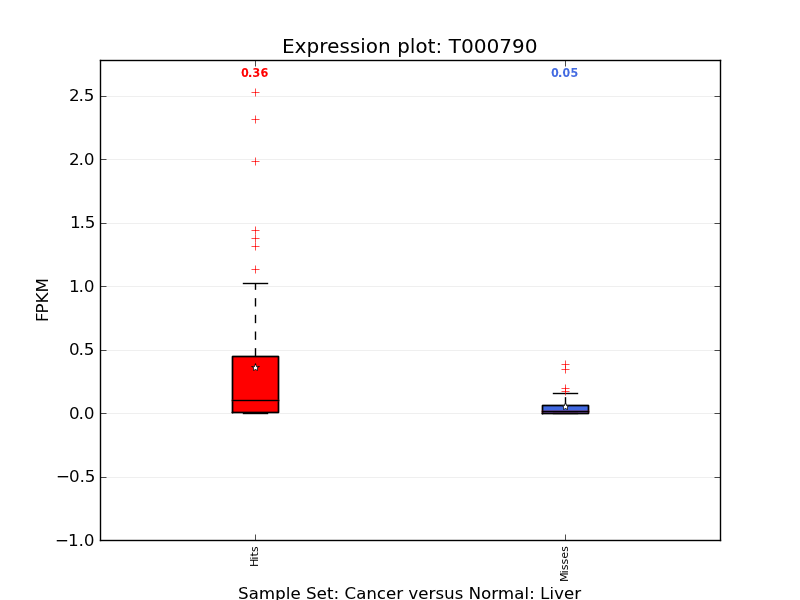 Expression plot: T000790
0.36
0.05
2.5
2.0
1.5
1.0
0.5
0.0
−0.5
−1.0
FPKM
Hits
Misses
Sample Set: Cancer versus Normal: Liver